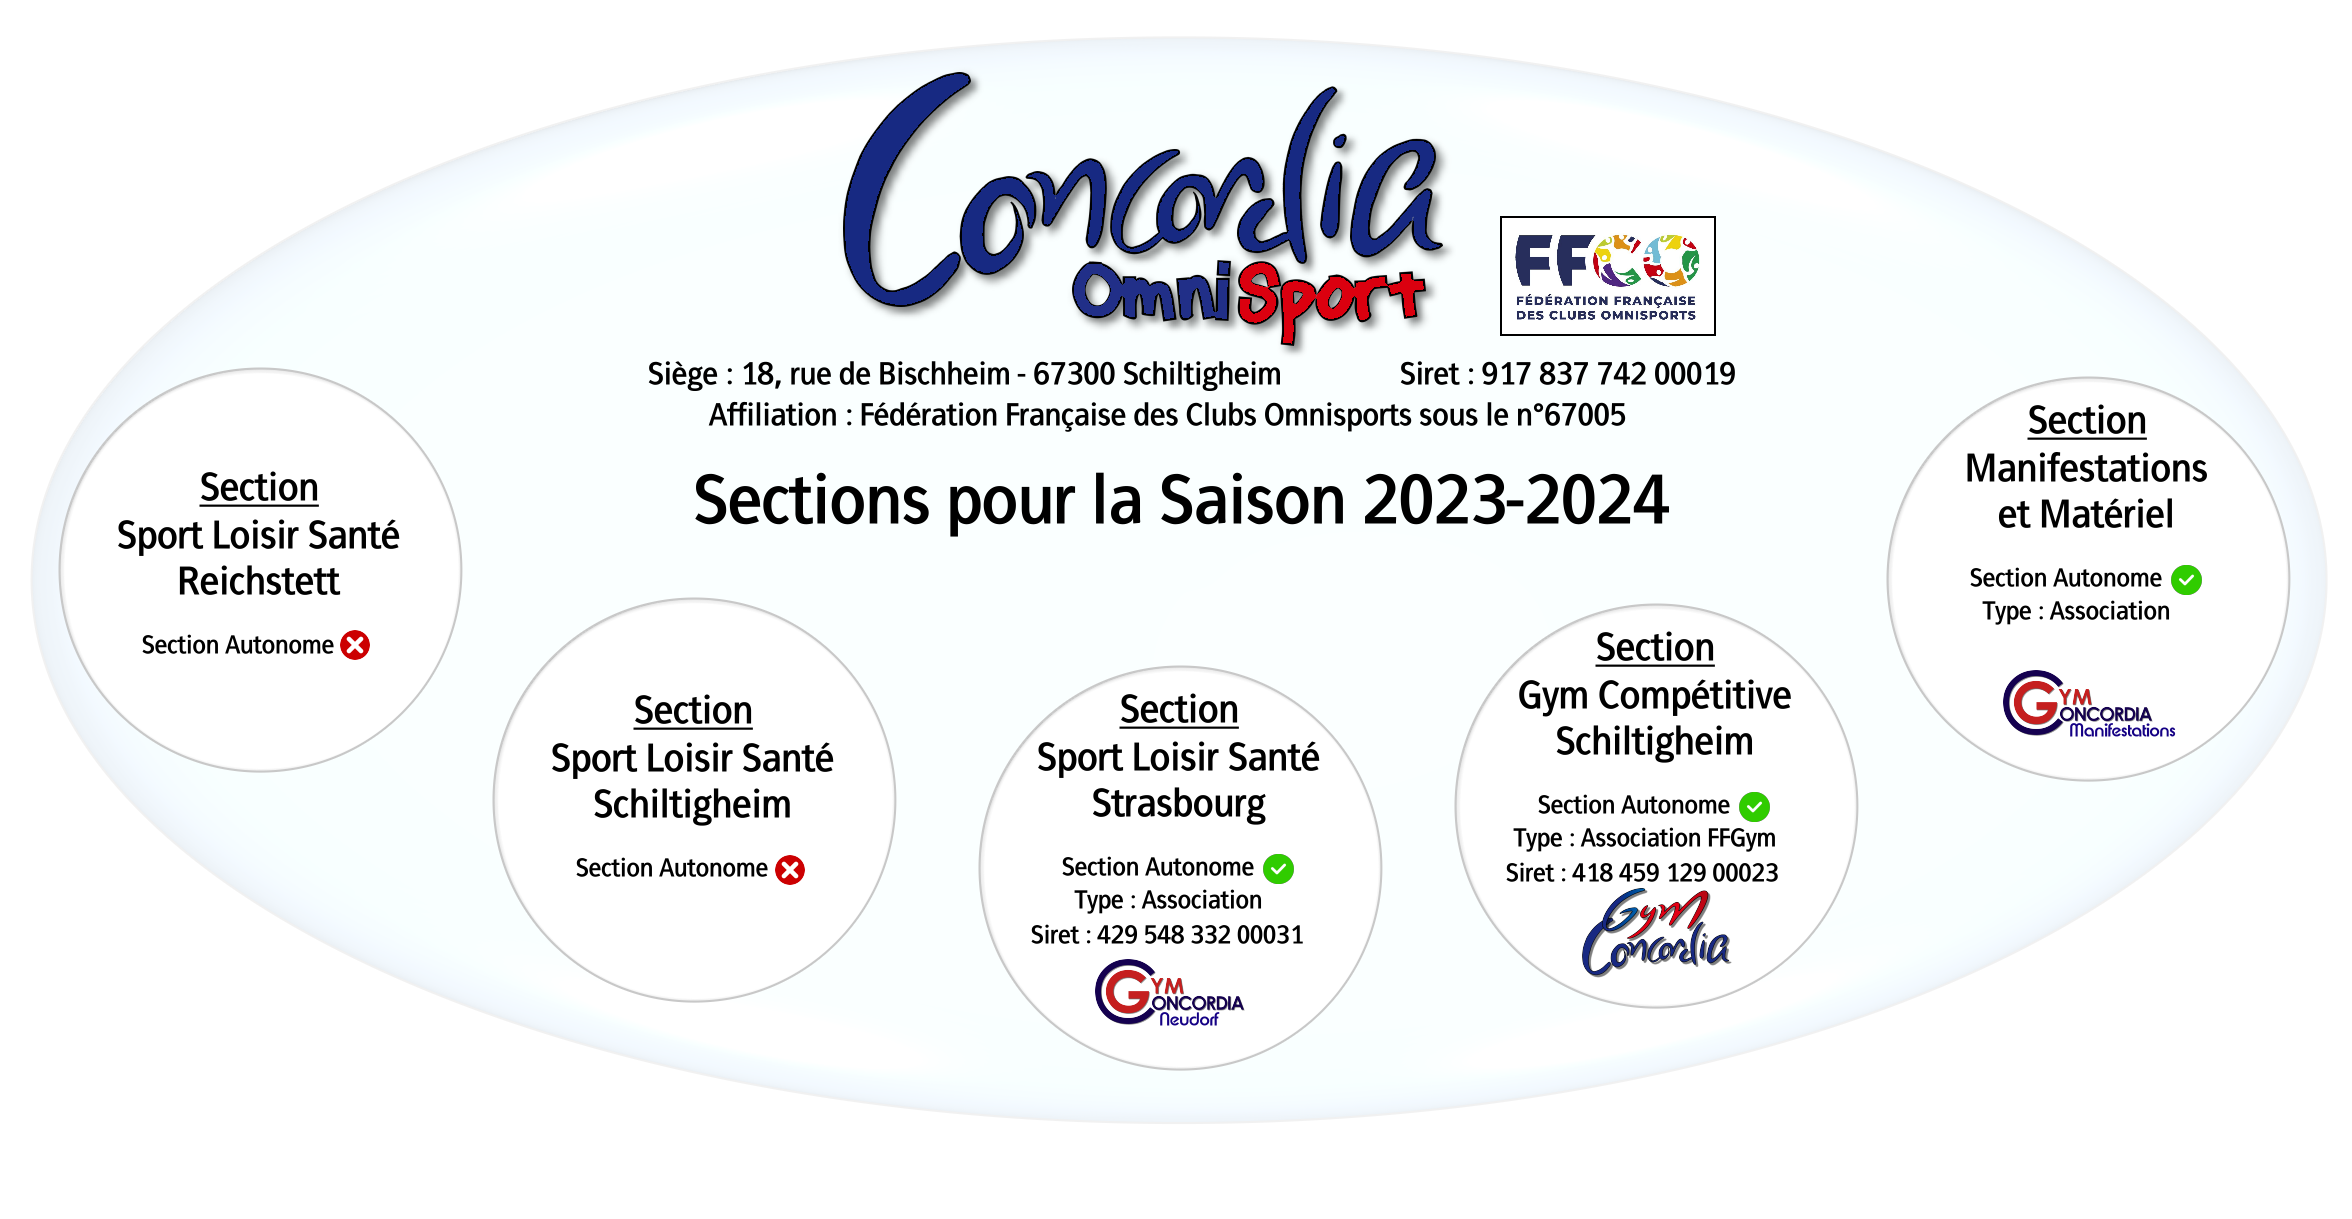 Concordia
OmniSport
FFCO
FÉDÉRATION FRANÇAISE
DES CLUBS OMNISPORTS
Siège : 18, rue de Bischheim - 67300 Schiltigheim Siret : 917 837 742 00019
Affiliation : Fédération Française des Clubs Omnisports sous le n°67005
Sections pour la Saison 2023-2024
Section
Sport Loisir Santé
Reichstett
Section Autonome
Section
Sport Loisir Santé
Schiltigheim
Section Autonome
Section
Sport Loisir Santé
Strasbourg
Section Autonome
Type : Association
Siret : 429 548 332 00031
GYM
CONCORDIA
Neudorf
Section
Gym Compétitive
Schiltigheim
Section Autonome
Type : Association FFGym
Siret : 418 459 129 00023
Gym
Concordia
Section
Manifestations
et Matériel
Section Autonome
Type : Association
GYM
CONCORDIA
Manifestations